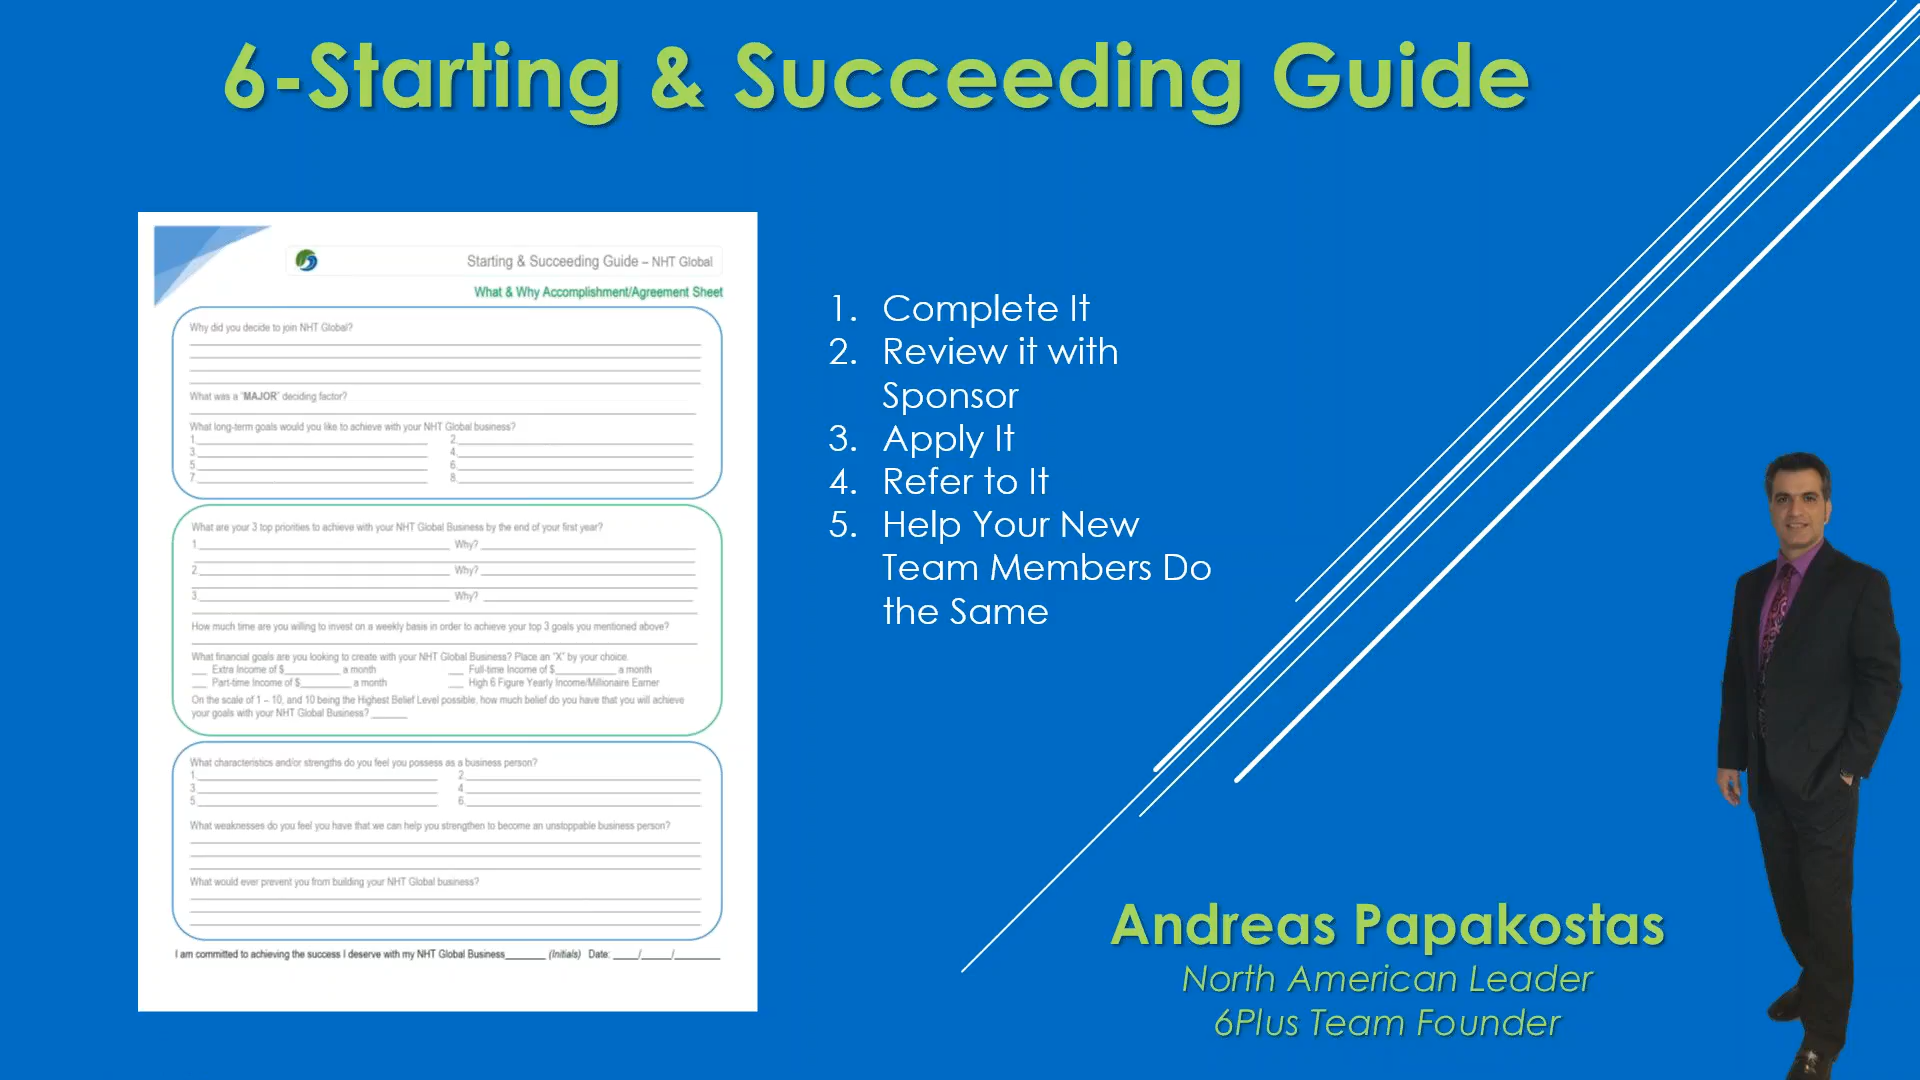 6-Starting & Succeeding Guide
Starting & Succeeding Guide – NHT Global
What & Why Accomplishment/Agreement Sheet
Why did you decide to join NHT Global?
What was a "MAJOR" deciding factor?
What long-term goals would you like to achieve with your NHT Global business?
1. 2.
3. 4.
5. 6.
7. 8.
What are your 3 top priorities to achieve with your NHT Global Business by the end of your first year?
1. Why?
2. Why?
3. Why?
How much time are you willing to invest on a weekly basis in order to achieve your top 3 goals you mentioned above?
What financial goals are you looking to create with your NHT Global Business? Place an "X" by your choice.
___ Extra Income of $__________ a month ___ Full-time Income of $___________ a month
___ Part-time Income of $_________ a month ___ High 6 Figure Yearly Income/Millionaire Earner
On the scale of 1 – 10, and 10 being the Highest Belief Level possible, how much belief do you have that you will achieve
your goals with your NHT Global Business? ______
What characteristics and/or strengths do you feel you possess as a business person?
1. 2.
3. 4.
5. 6.
What weaknesses do you feel you have that we can help you strengthen to become an unstoppable business person?
What would ever prevent you from building your NHT Global business?
I am committed to achieving the success I deserve with my NHT Global Business_______ (Initials) Date: ____/_____/________
1. Complete It
2. Review it with
Sponsor
3. Apply It
4. Refer to It
5. Help Your New
Team Members Do
the Same
Andreas Papakostas
North American Leader
6Plus Team Founder